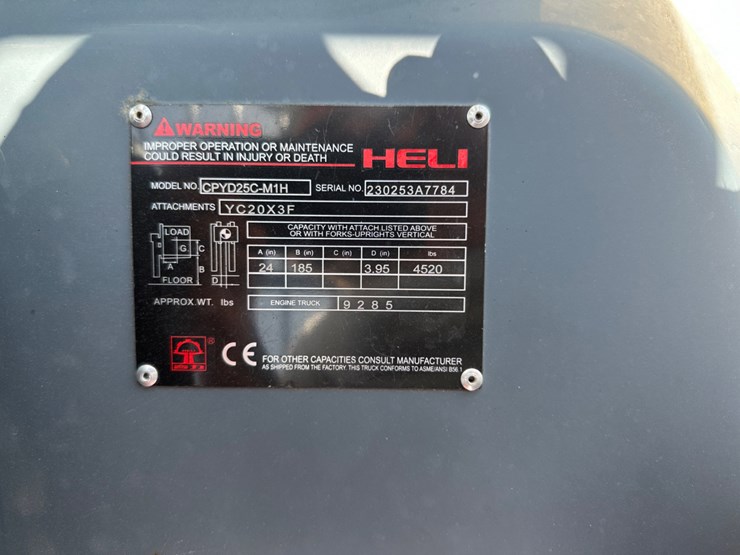 WARNING
IMPROPER OPERATION OR MAINTENANCE
COULD RESULT IN INJURY OR DEATH
HELI
MODEL NO. CPYD25C-M1H SERIAL NO. 230253A7784
ATTACHMENTS YC20X3F
CAPACITY WITH ATTACH.LISTED ABOVE
OR WITH FORKS-UPRIGHTS VERTICAL
LOAD
G
C
A
B
FLOOR
D
A (in) B (in) C (in) D (in) lbs
24 185 3.95 4520
APPROX.WT. lbs ENGINE TRUCK 9285
® CE FOR OTHER CAPACITIES CONSULT MANUFACTURER
AS SHIPPED FROM THE FACTORY THIS TRUCK CONFORMS TO ASME/ANSI B56.1